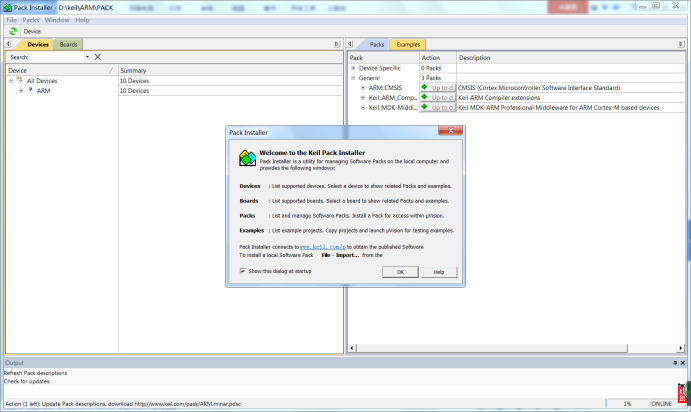 Pack Installer - D:\keil\ARM\PACK
File Packs Window Help
Device:
Devices Boards
Packs Examples
Search:
Device Summary
All Devices 10 Devices
ARM 10 Devices
Pack Action Description
Device Specific 0 Packs
Generic 3 Packs
ARM::CMSIS Up to d... CMSIS (Cortex Microcontroller Software Interface Standard)
Keil::ARM_Comp... Up to d... Keil ARM Compiler extensions
Keil::MDK-Middl... Up to d... Keil MDK-ARM Professional Middleware for ARM Cortex-M based devices
Pack Installer
Welcome to the Keil Pack Installer
Pack Installer is a utility for managing Software Packs on the local computer and
provides the following windows:
Devices : List supported devices. Select a device to show related Packs and examples.
Boards : List supported boards. Select a board to show related Packs and examples.
Packs : List and manage Software Packs. Install a Pack for access within µVision.
Examples : List example projects. Copy projects and launch µVision for testing examples.
Pack Installer connects to www.keil.com/p to obtain the published Software
To install a local Software Pack File - Import... from the
Show this dialog at startup
OK Help
Output
Refresh Pack descriptions
Check for updates
Action (1 left): Update Pack descriptions, download http://www.keil.com/pack/ARM.minar.pdsc
1% ONLINE